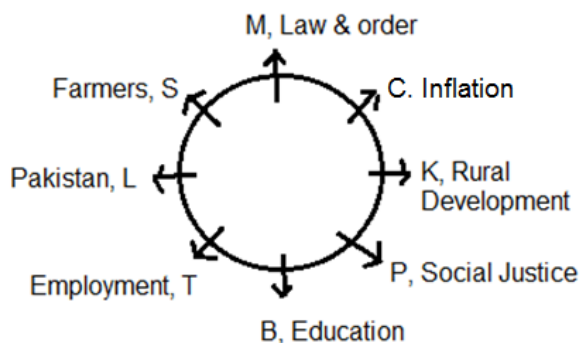 M, Law & order
Farmers, S
C. Inflation
Pakistan, L
K, Rural
Development
Employment, T
P, Social Justice
B, Education